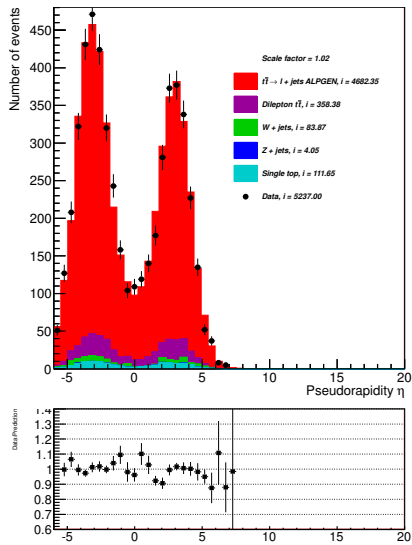 Number of events
450
400
350
300
250
200
150
100
50
0
-5 0 5 10 15 20
Pseudorapidity η
Scale factor = 1.02
tt̄ → l + jets ALPGEN, i = 4682.35
Dilepton tt̄, i = 358.38
W + jets, i = 83.87
Z + jets, i = 4.05
Single top, i = 111.65
Data, i = 5237.00
Data/Prediction
1.4
1.3
1.2
1.1
1.0
0.9
0.8
0.7
0.6
-5 0 5 10 15 20